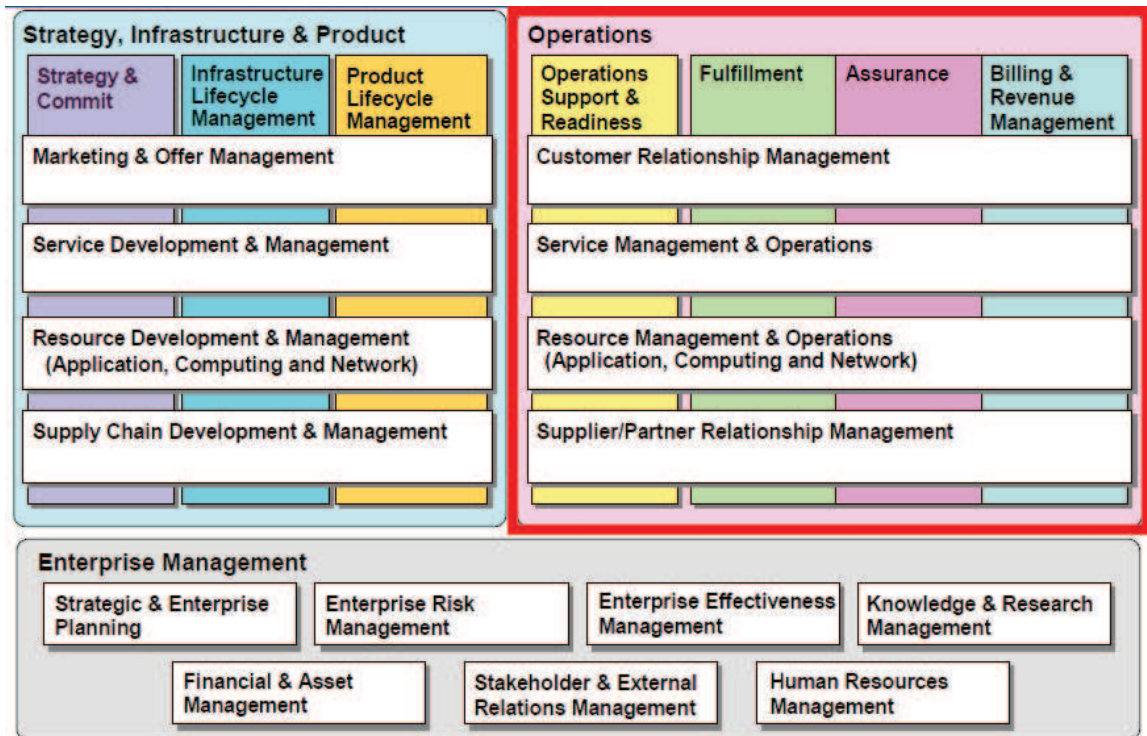 Strategy, Infrastructure & Product
Strategy &
Commit
Infrastructure
Lifecycle
Management
Product
Lifecycle
Management
Marketing & Offer Management
Service Development & Management
Resource Development & Management
(Application, Computing and Network)
Supply Chain Development & Management
Operations
Operations
Support &
Readiness
Fulfillment
Assurance
Billing &
Revenue
Management
Customer Relationship Management
Service Management & Operations
Resource Management & Operations
(Application, Computing and Network)
Supplier/Partner Relationship Management
Enterprise Management
Strategic & Enterprise
Planning
Enterprise Risk
Management
Enterprise Effectiveness
Management
Knowledge & Research
Management
Financial & Asset
Management
Stakeholder & External
Relations Management
Human Resources
Management